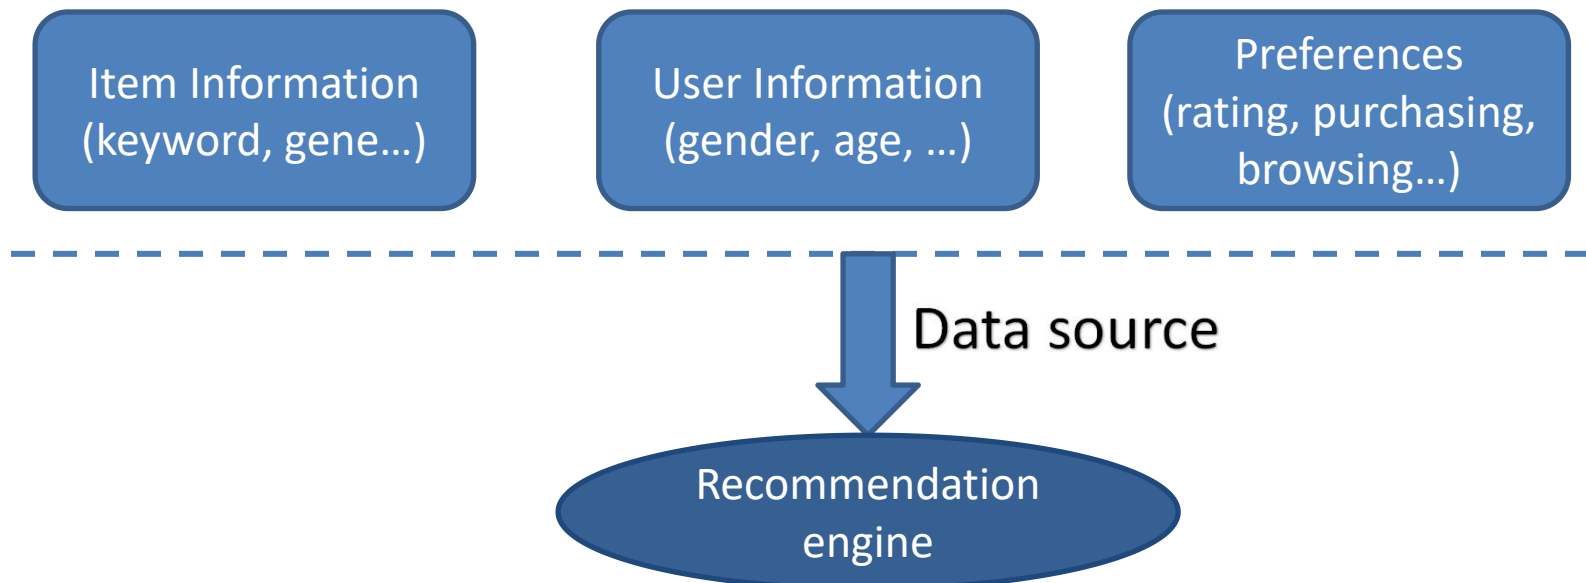 Item Information
(keyword, gene…)
User Information
(gender, age, …)
Preferences
(rating, purchasing,
browsing…)
Data source
Recommendation
engine